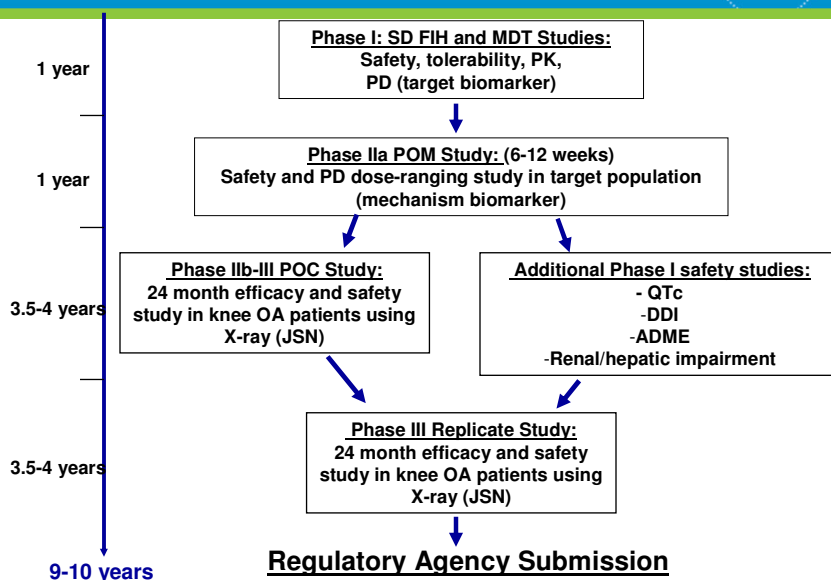 Phase I: SD FIH and MDT Studies:
Safety, tolerability, PK,
PD (target biomarker)
1 year
Phase IIa POM Study: (6-12 weeks)
Safety and PD dose-ranging study in target population
(mechanism biomarker)
1 year
Phase IIb-III POC Study:
24 month efficacy and safety
study in knee OA patients using
X-ray (JSN)
Additional Phase I safety studies:
- QTc
-DDI
-ADME
-Renal/hepatic impairment
3.5-4 years
Phase III Replicate Study:
24 month efficacy and safety
study in knee OA patients using
X-ray (JSN)
3.5-4 years
Regulatory Agency Submission
9-10 years